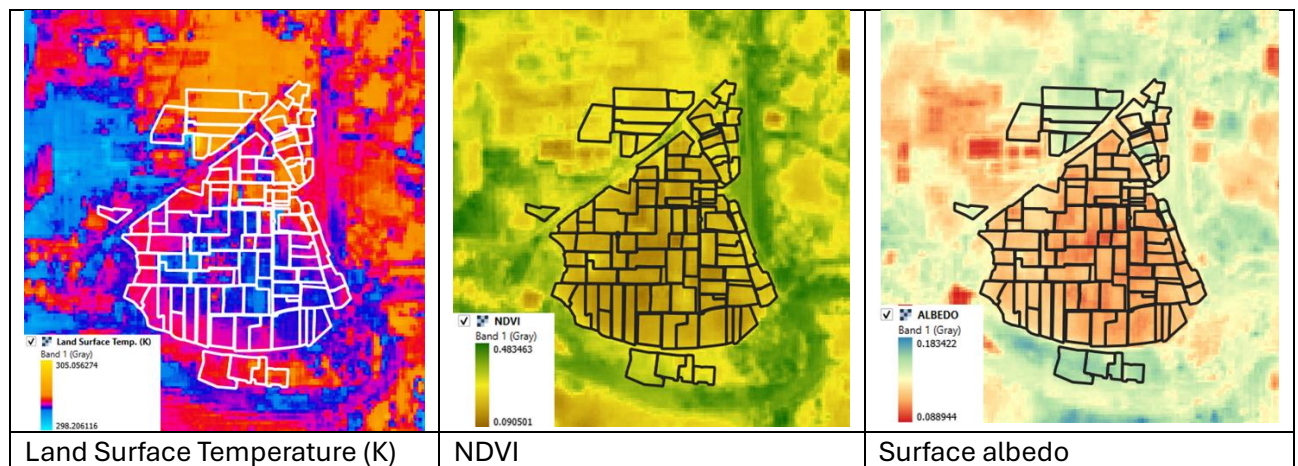 Land Surface Temp. (K)
Band 1 (Gray)
305.056274
298.206116
NDVI
Band 1 (Gray)
0.483463
0.090501
ALBEDO
Band 1 (Gray)
0.183422
0.088944
Land Surface Temperature (K)
NDVI
Surface albedo